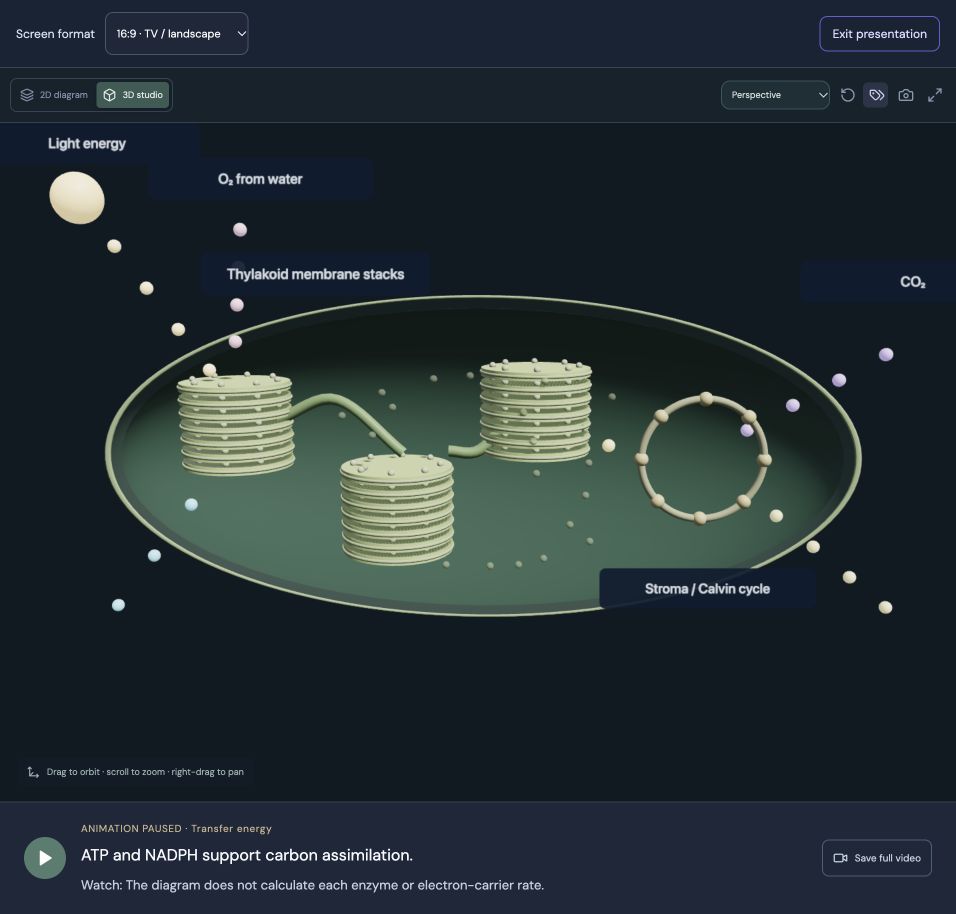 Screen format
16:9 · TV / landscape
Exit presentation
2D diagram
3D studio
Perspective
Light energy
O₂ from water
Thylakoid membrane stacks
CO₂
Stroma / Calvin cycle
Drag to orbit · scroll to zoom · right-drag to pan
ANIMATION PAUSED · Transfer energy
ATP and NADPH support carbon assimilation.
Save full video
Watch: The diagram does not calculate each enzyme or electron-carrier rate.